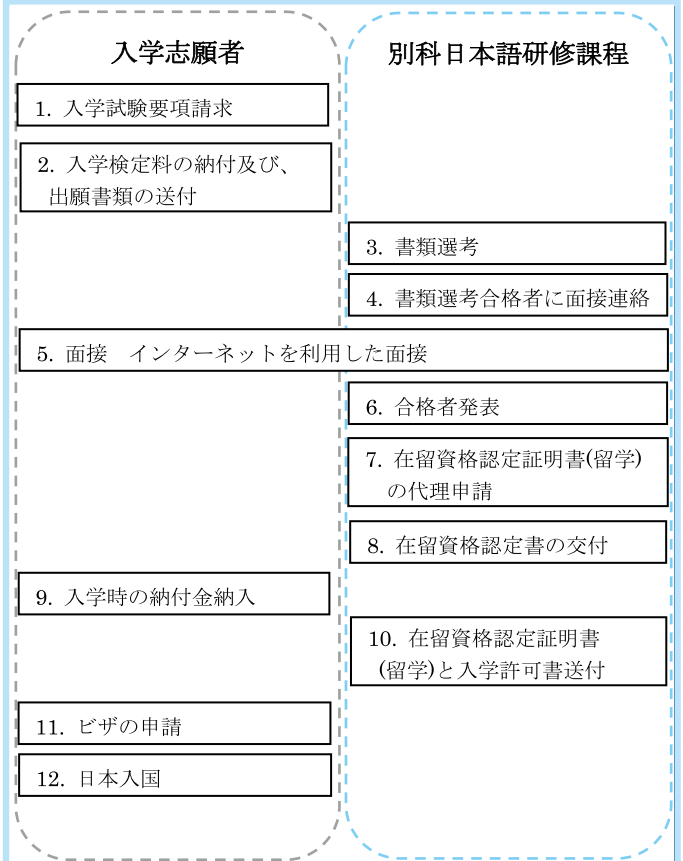 入学志願者
別科日本語研修課程
1. 入学試験要項請求
2. 入学検定料の納付及び、
出願書類の送付
3. 書類選考
4. 書類選考合格者に面接連絡
5. 面接　インターネットを利用した面接
6. 合格者発表
7. 在留資格認定証明書(留学)
の代理申請
8. 在留資格認定書の交付
9. 入学時の納付金納入
10. 在留資格認定証明書
(留学)と入学許可書送付
11. ビザの申請
12. 日本入国